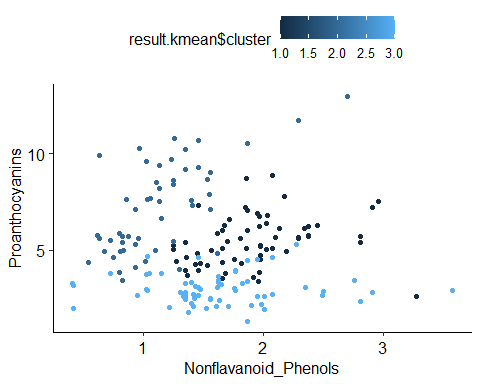 result.kmean$cluster
1.0 1.5 2.0 2.5 3.0
Proanthocyanins
10
5
1 2 3
Nonflavanoid_Phenols